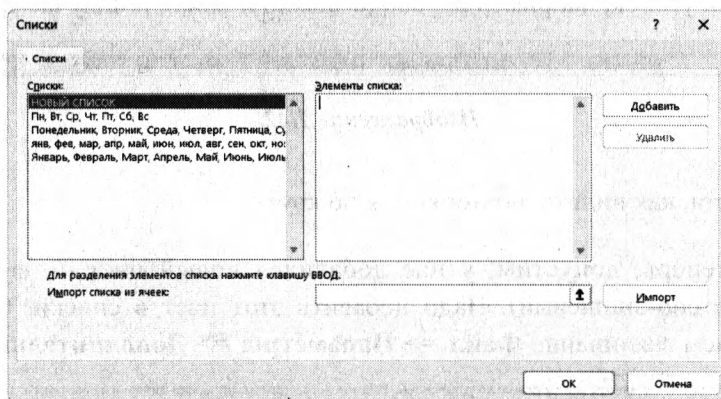 Списки
? ×
Списки
Списки:
НОВЫЙ СПИСОК
Пн, Вт, Ср, Чт, Пт, Сб, Вс
Понедельник, Вторник, Среда, Четверг, Пятница, Су
янв, фев, мар, апр, май, июн, июл, авг, сен, окт, ноя
Январь, Февраль, Март, Апрель, Май, Июнь, Июль
Элементы списка:
Добавить
Удалить
Для разделения элементов списка нажмите клавишу ВВОД.
Импорт списка из ячеек:
Импорт
OK
Отмена